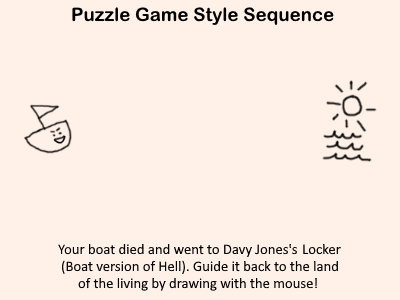 Puzzle Game Style Sequence
Your boat died and went to Davy Jones's Locker
(Boat version of Hell). Guide it back to the land
of the living by drawing with the mouse!